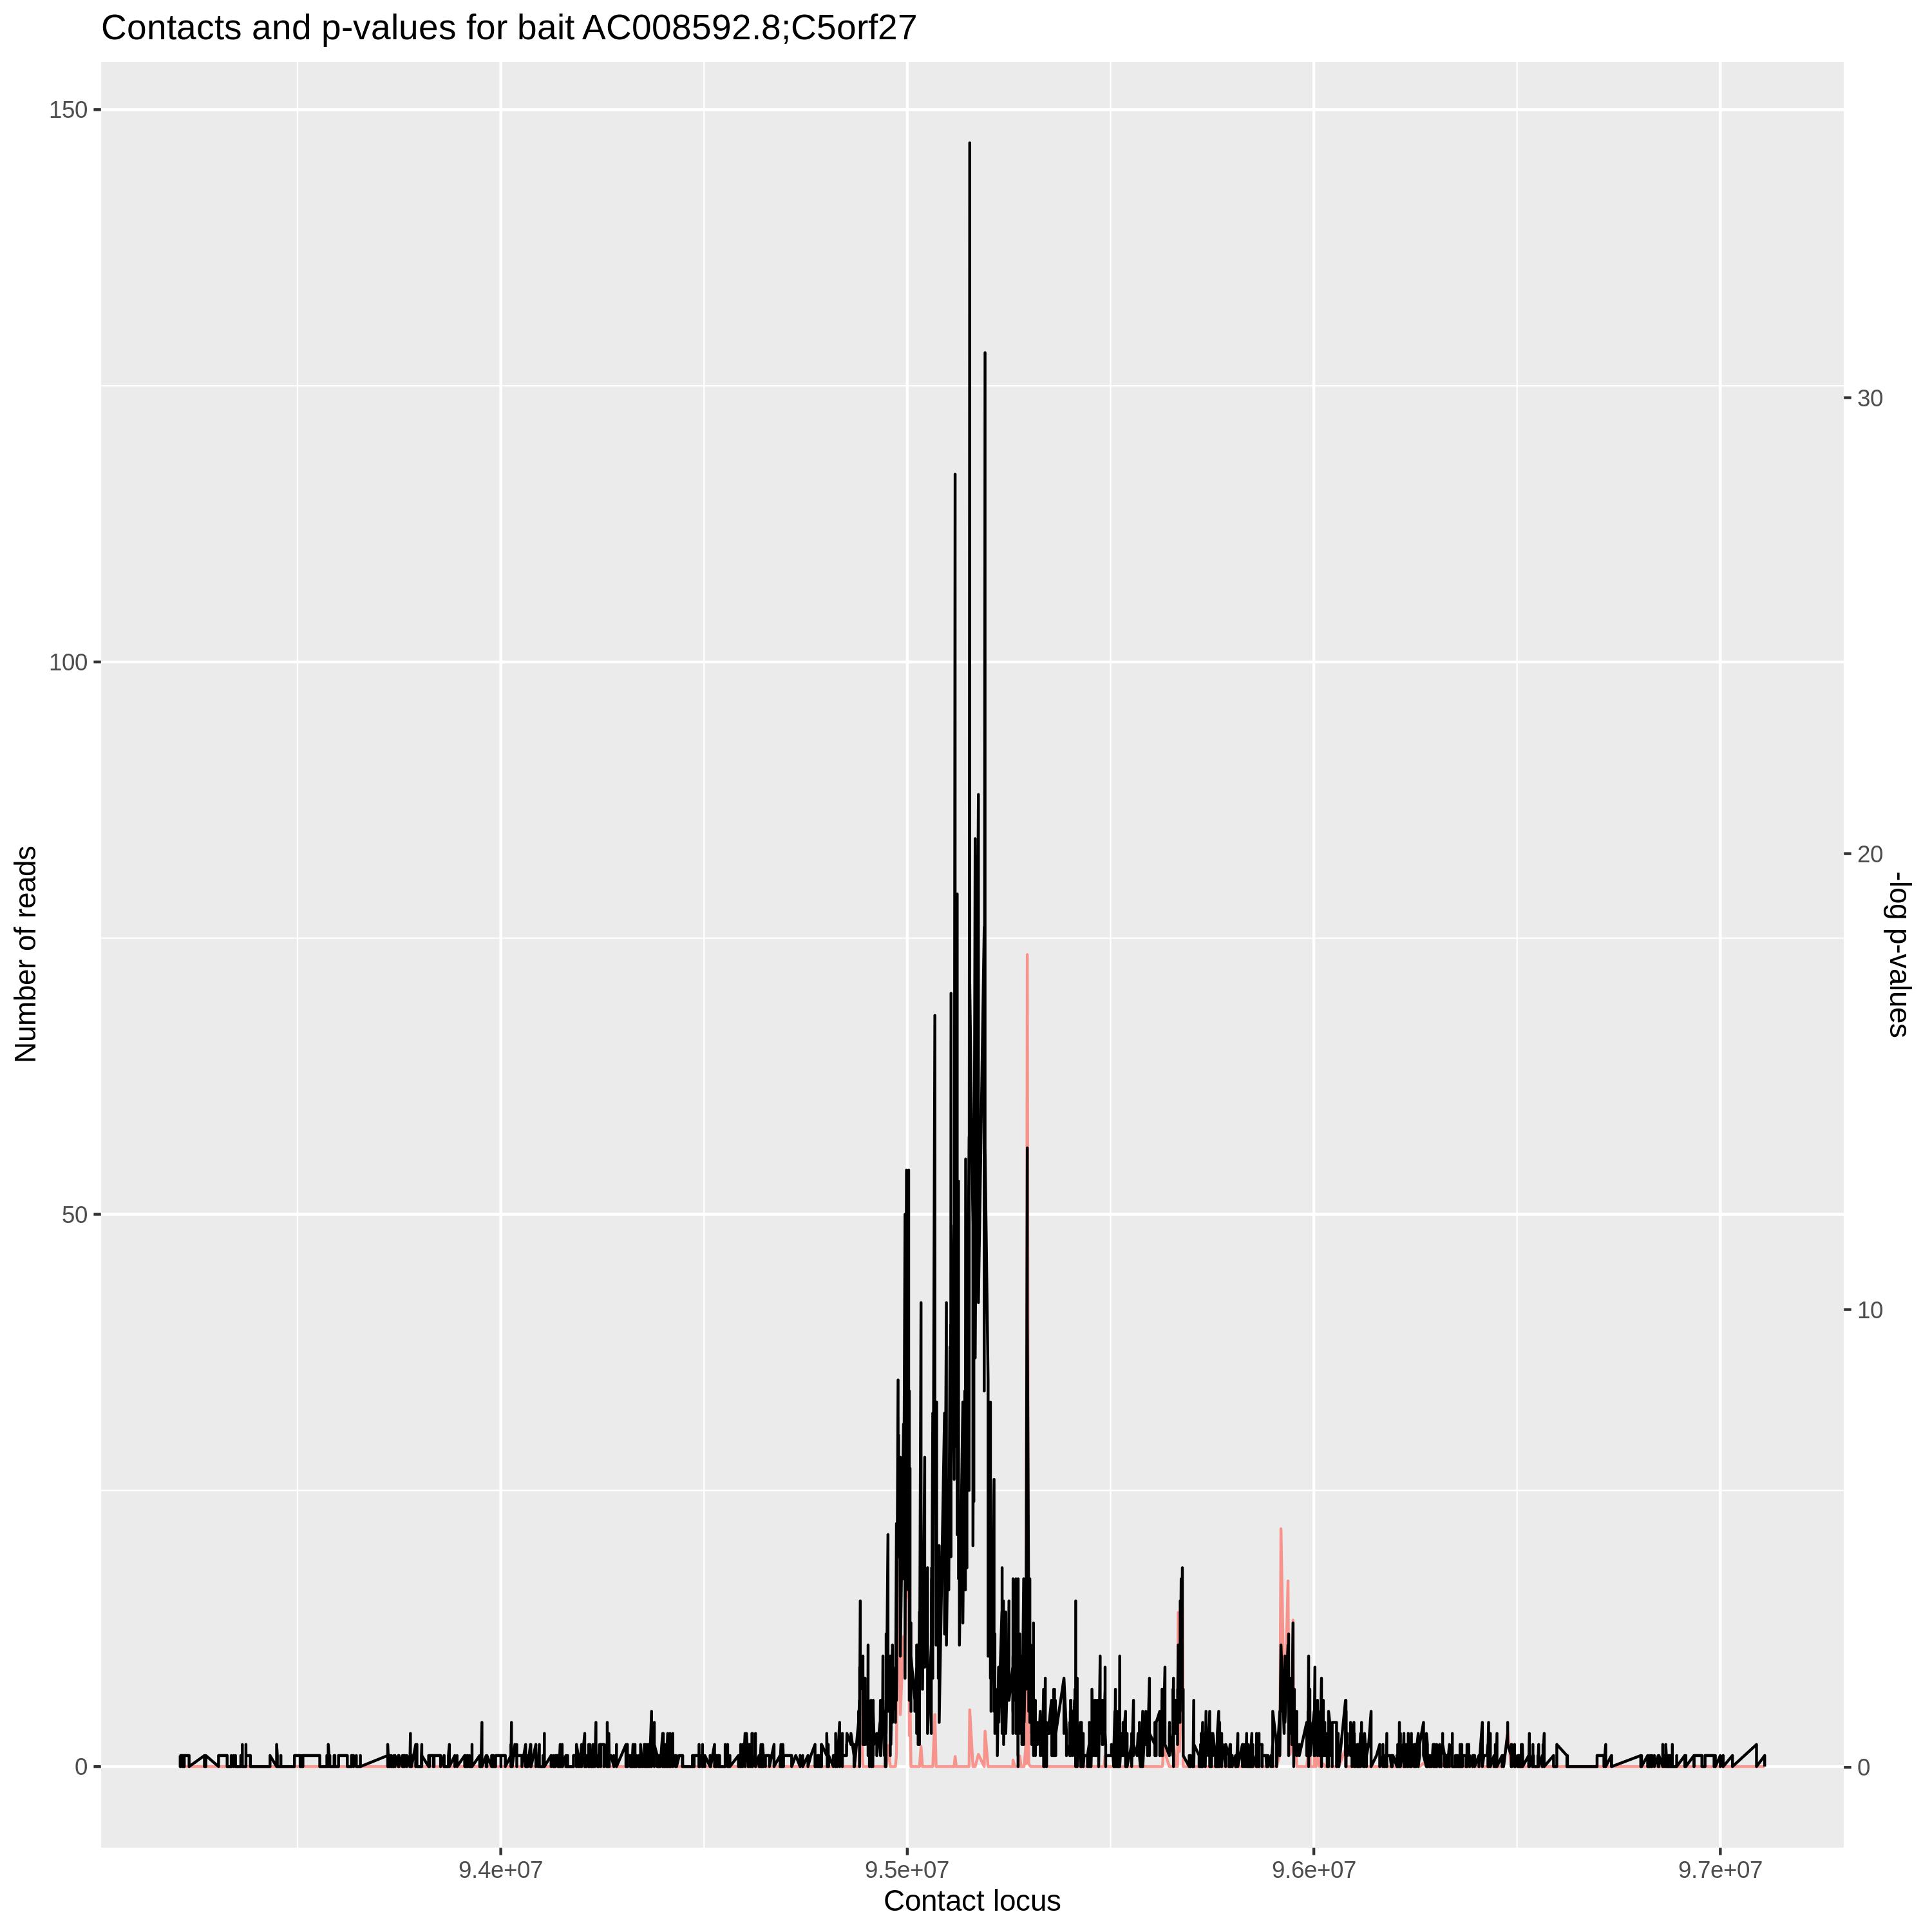 Contacts and p-values for bait AC008592.8;C5orf27
150
100
50
0
Number of reads
30
20
10
0
-log p-values
9.4e+07
9.5e+07
9.6e+07
9.7e+07
Contact locus